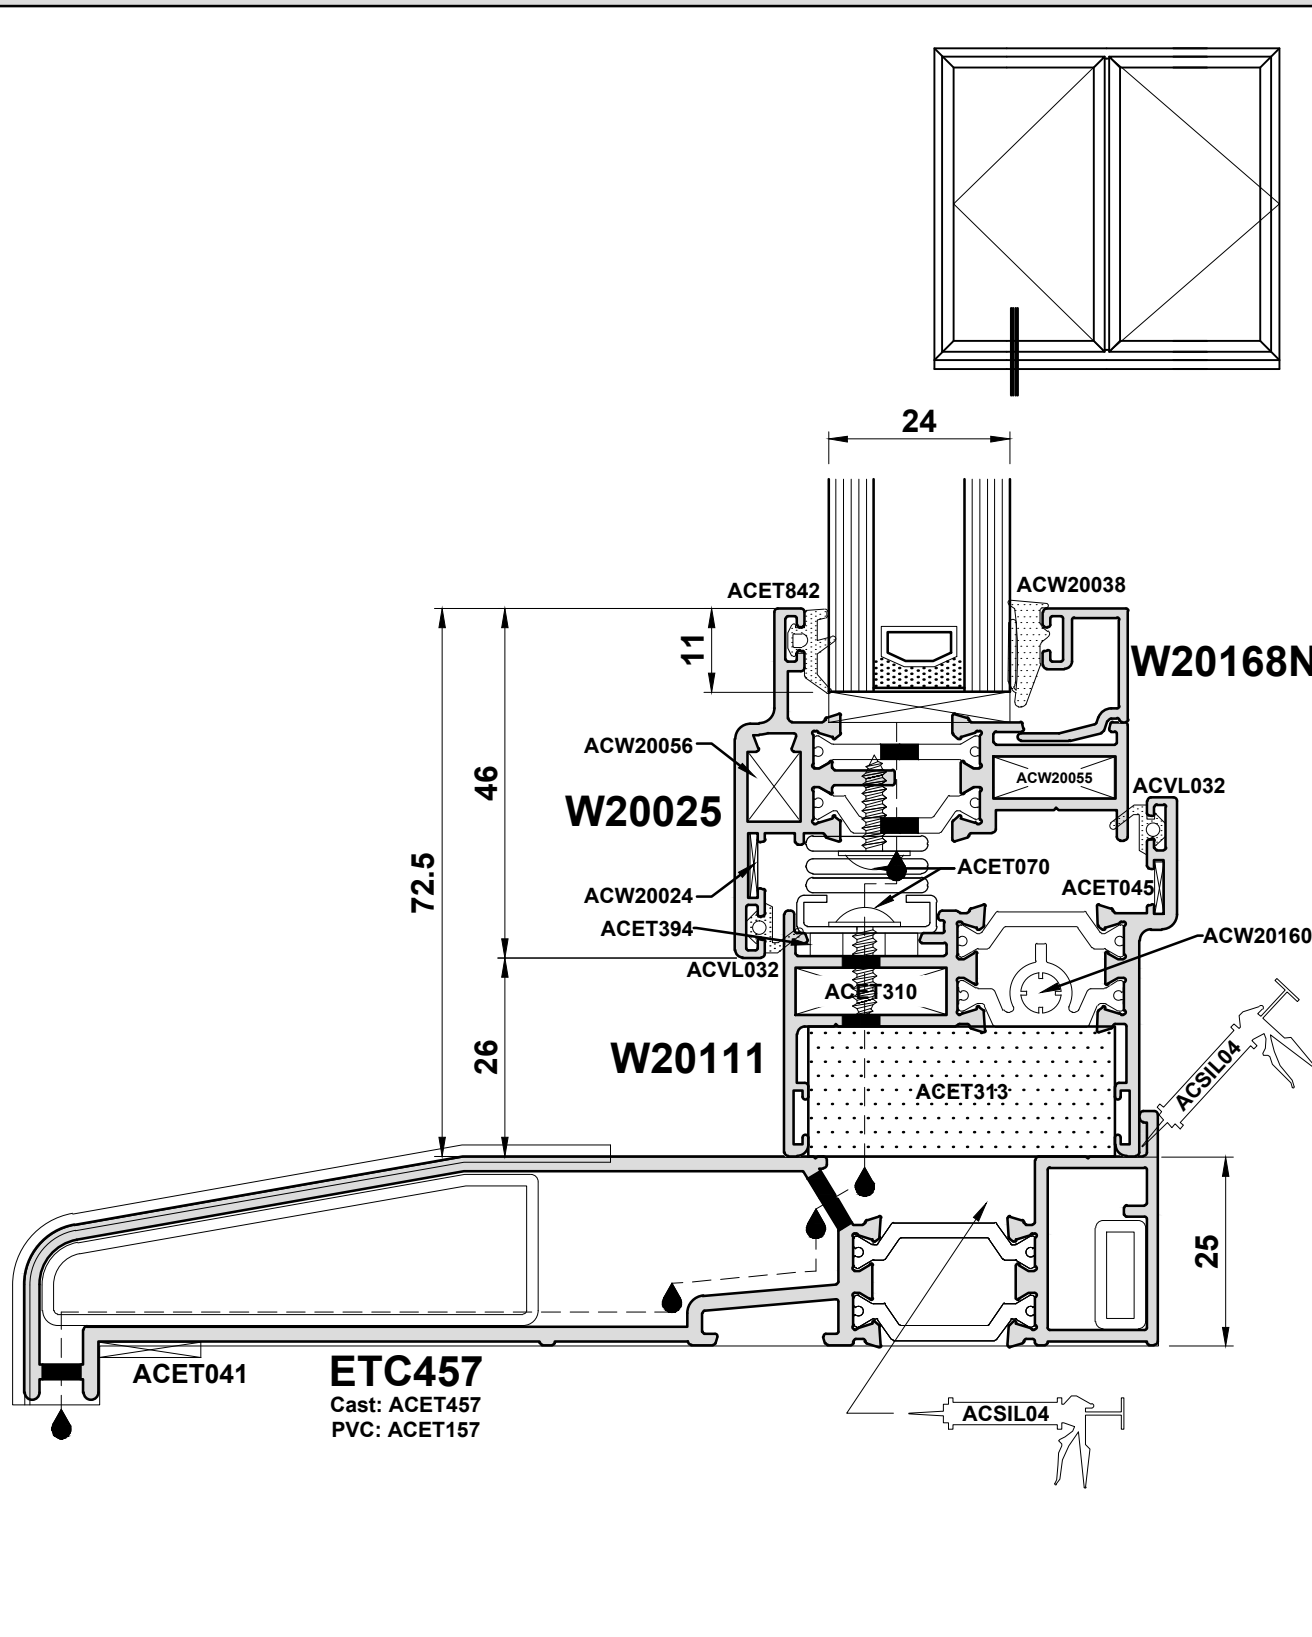 24
ACET842
ACW20038
11
W20168N
ACW20056
46
ACW20055
ACVL032
W20025
72.5
ACET070
ACET045
ACW20024
ACET394
ACW20160
ACVL032
ACET310
26
W20111
ACET313
ACSIL04
25
ACET041
ETC457
Cast: ACET457
PVC: ACET157
ACSIL04